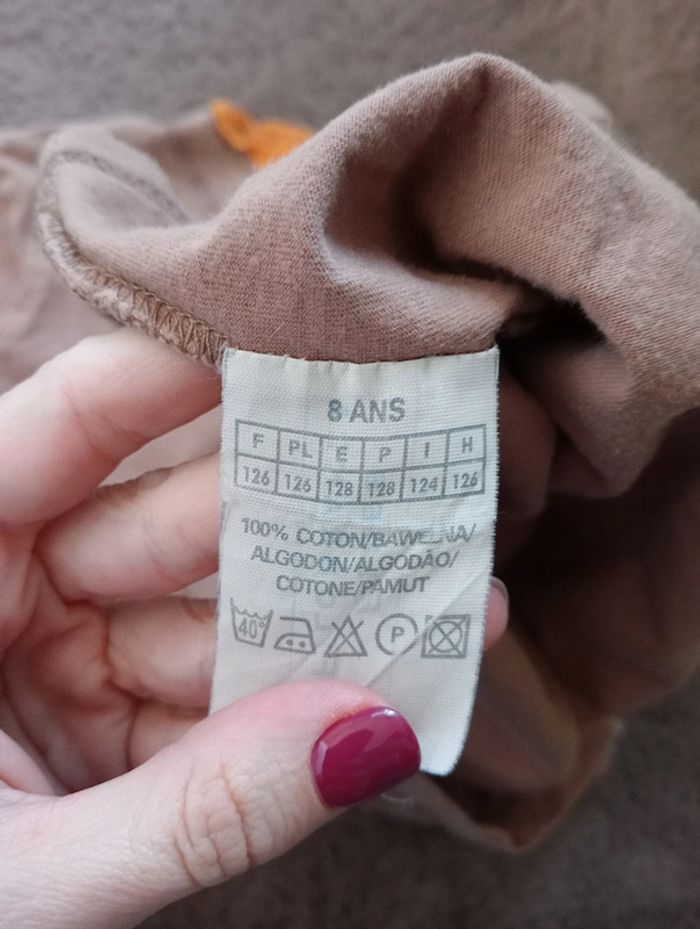 8 ANS
F PL E P I H
126 126 128 128 124 126
100% COTON/BAWEŁNA/
ALGODON/ALGODÃO/
COTONE/PAMUT
40° P